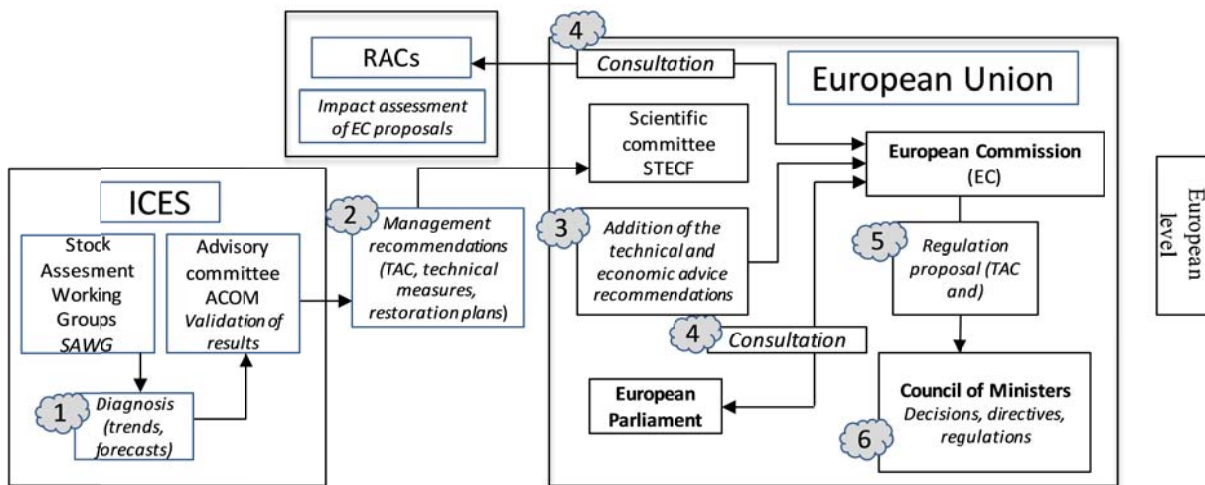 4
RACs
Impact assessment
of EC proposals
Consultation
European Union
Scientific
committee
STECF
European Commission
(EC)
European
level
ICES
Stock
Assesment
Working
Groups
SAWG
Advisory
committee
ACOM
Validation of
results
2
Management
recommendations
(TAC, technical
measures,
restoration plans)
3
Addition of the
technical and
economic advice
recommendations
5
Regulation
proposal (TAC
and)
4
Consultation
1
Diagnosis
(trends,
forecasts)
European
Parliament
Council of Ministers
Decisions, directives,
regulations
6